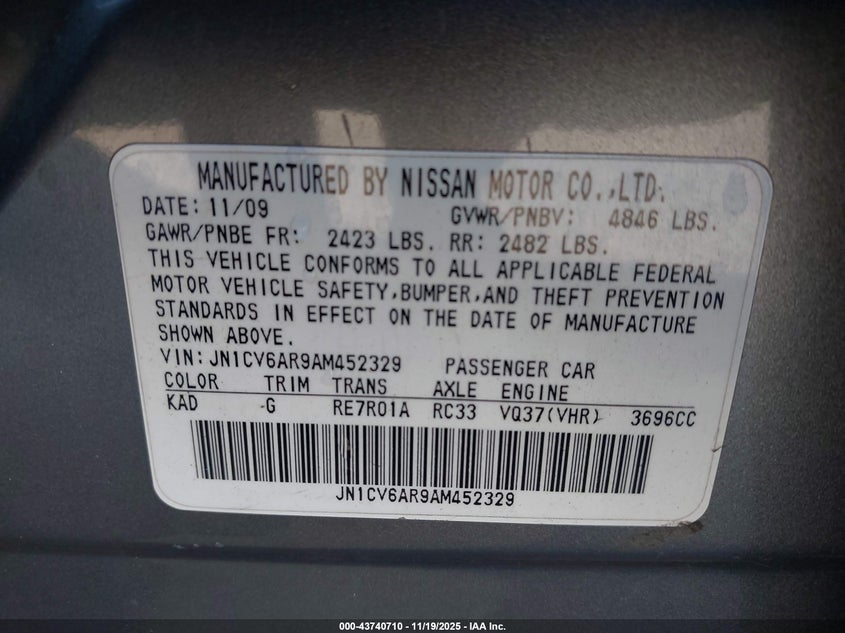 MANUFACTURED BY NISSAN MOTOR CO.,LTD.
DATE: 11/09 GVWR/PNBV: 4846 LBS.
GAWR/PNBE FR: 2423 LBS. RR: 2482 LBS.
THIS VEHICLE CONFORMS TO ALL APPLICABLE FEDERAL
MOTOR VEHICLE SAFETY,BUMPER,AND THEFT PREVENTION
STANDARDS IN EFFECT ON THE DATE OF MANUFACTURE
SHOWN ABOVE.
VIN: JN1CV6AR9AM452329 PASSENGER CAR
COLOR TRIM TRANS AXLE ENGINE
KAD -G RE7R01A RC33 VQ37(VHR) 3696CC
JN1CV6AR9AM452329
000-43740710 - 11/19/2025 - IAA Inc.